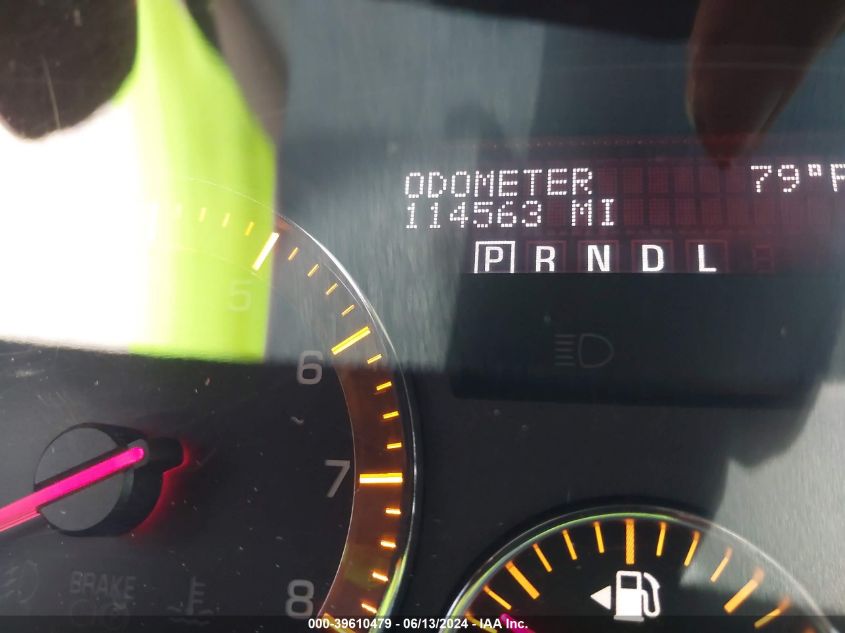 ODOMETER 79°F
114563 MI
P R N D L
5
6
7
8
BRAKE
000-39610479 - 06/13/2024 - IAA Inc.